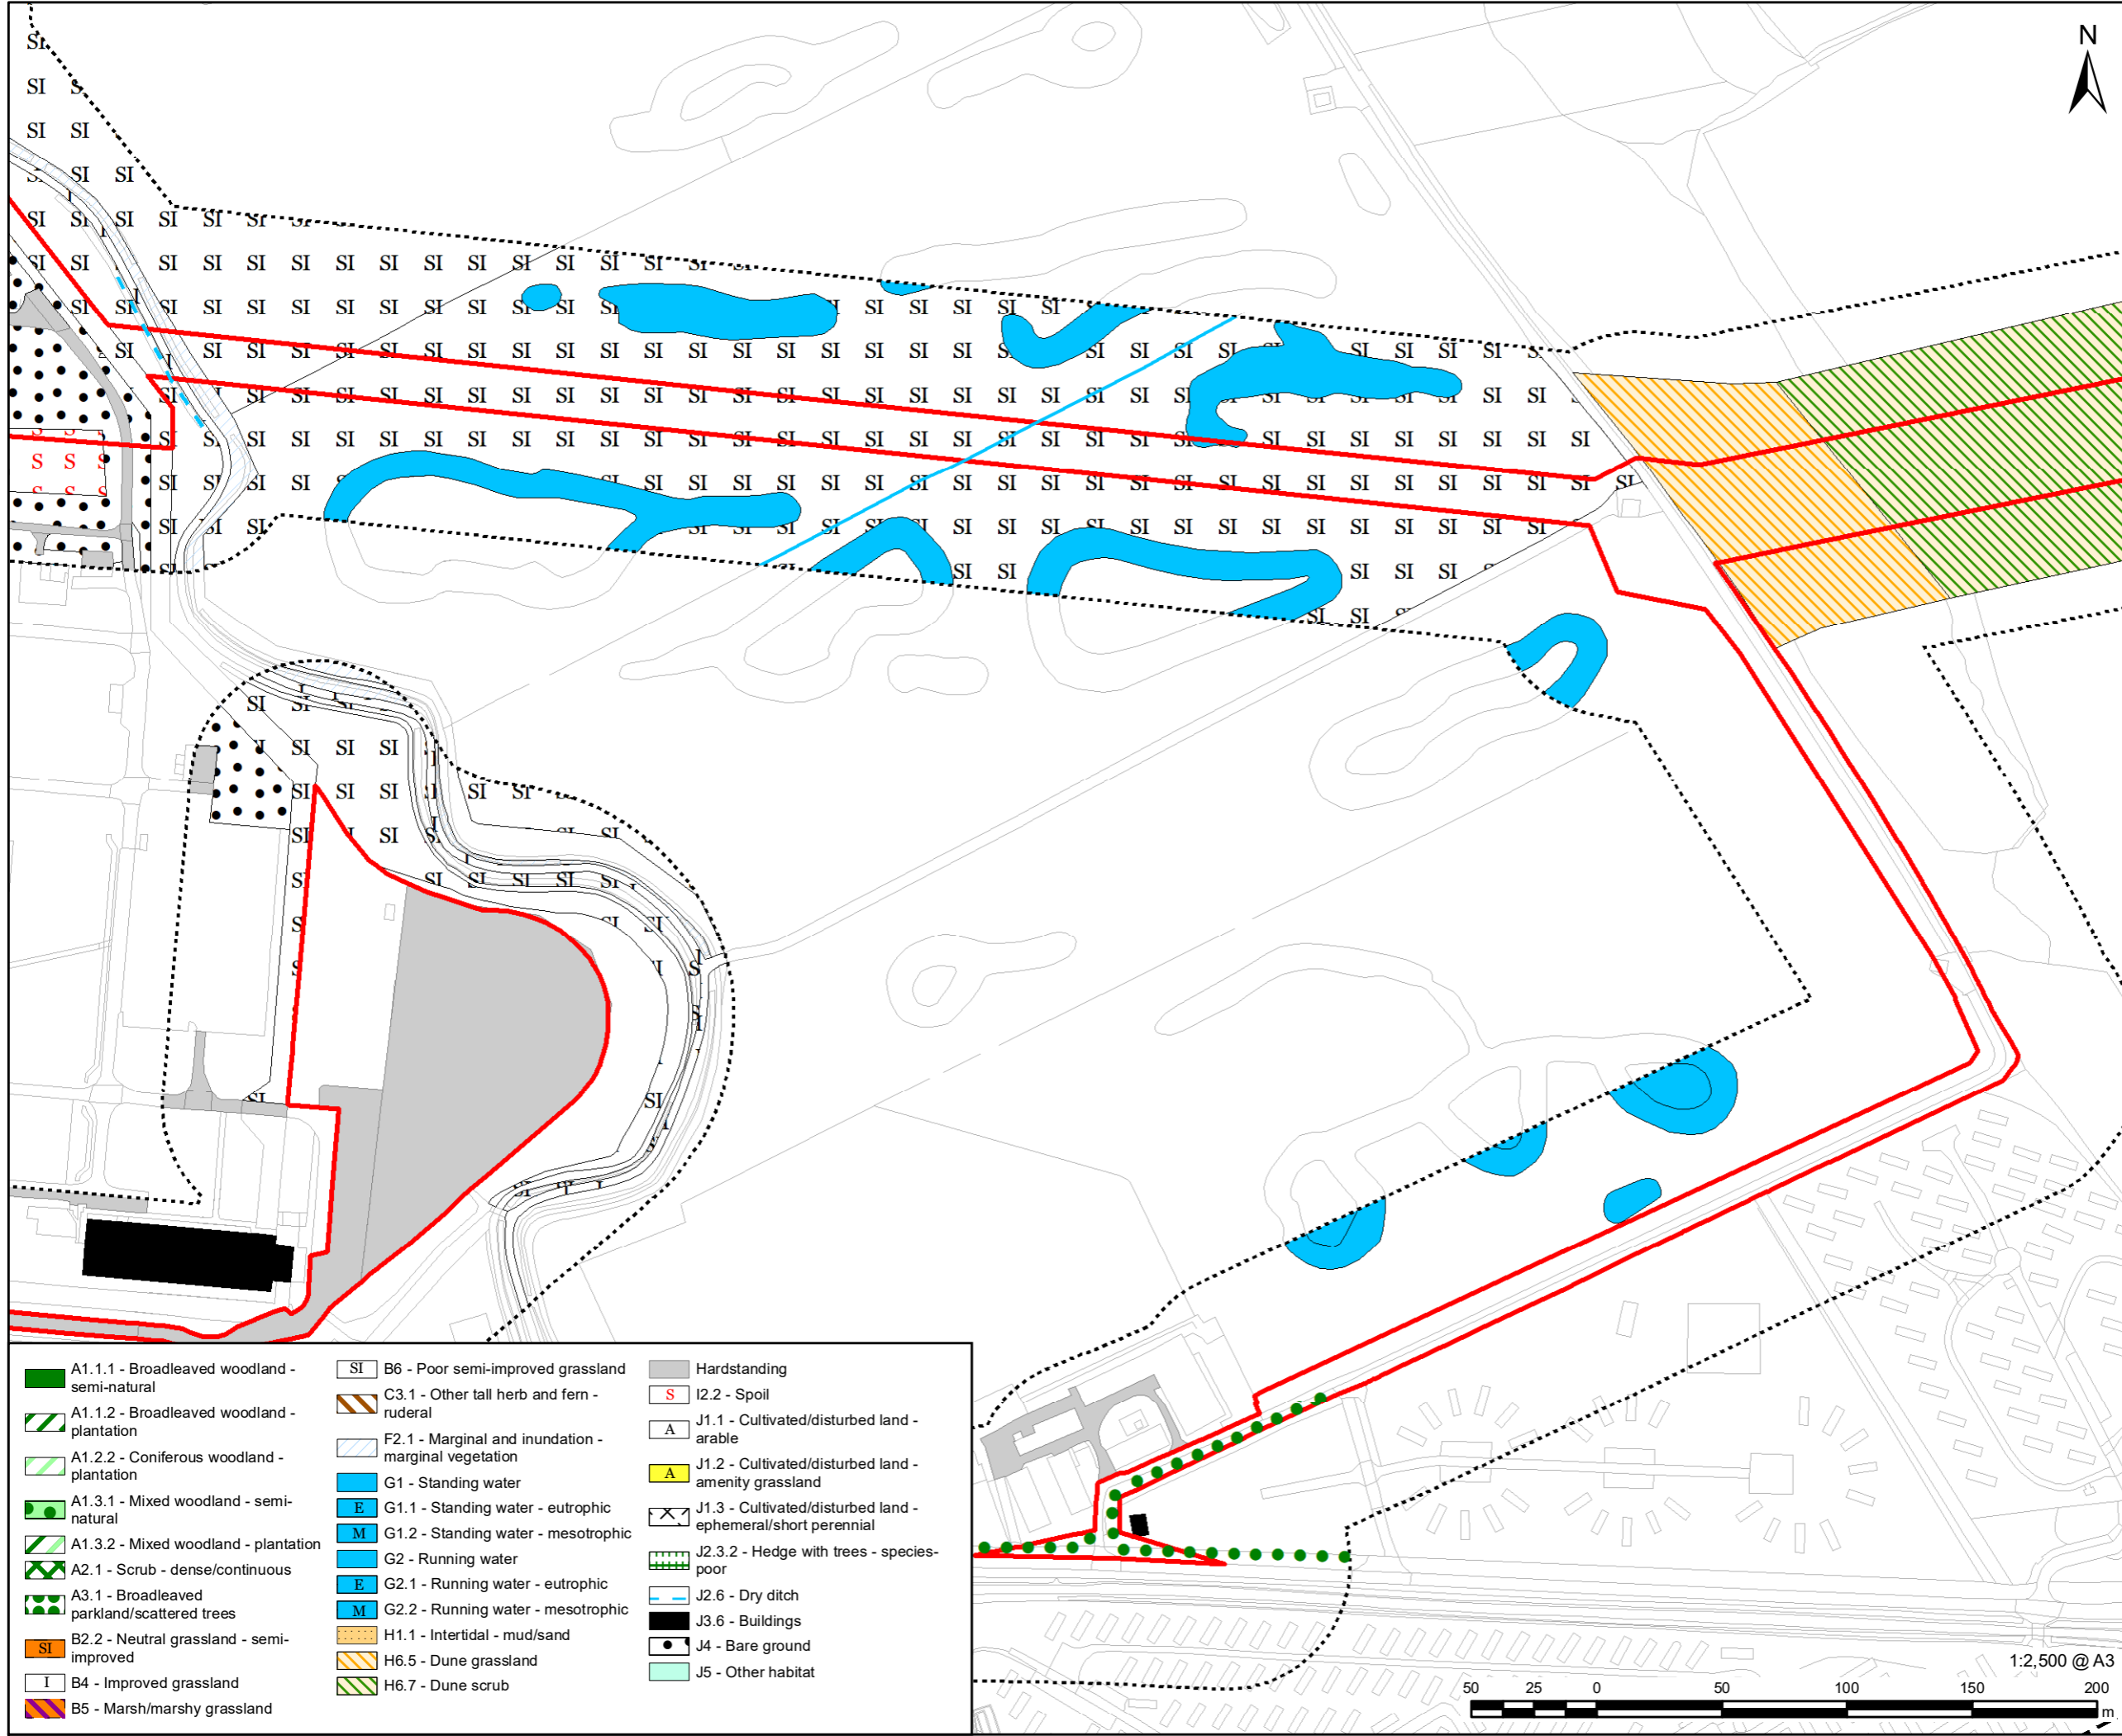 N
A1.1.1 - Broadleaved woodland -
semi-natural
A1.1.2 - Broadleaved woodland -
plantation
A1.2.2 - Coniferous woodland -
plantation
A1.3.1 - Mixed woodland - semi-
natural
A1.3.2 - Mixed woodland - plantation
A2.1 - Scrub - dense/continuous
A3.1 - Broadleaved
parkland/scattered trees
SI B2.2 - Neutral grassland - semi-
improved
I B4 - Improved grassland
B5 - Marsh/marshy grassland
SI B6 - Poor semi-improved grassland
C3.1 - Other tall herb and fern -
ruderal
F2.1 - Marginal and inundation -
marginal vegetation
G1 - Standing water
E G1.1 - Standing water - eutrophic
M G1.2 - Standing water - mesotrophic
G2 - Running water
E G2.1 - Running water - eutrophic
M G2.2 - Running water - mesotrophic
H1.1 - Intertidal - mud/sand
H6.5 - Dune grassland
H6.7 - Dune scrub
Hardstanding
S I2.2 - Spoil
A J1.1 - Cultivated/disturbed land -
arable
A J1.2 - Cultivated/disturbed land -
amenity grassland
J1.3 - Cultivated/disturbed land -
ephemeral/short perennial
J2.3.2 - Hedge with trees - species-
poor
J2.6 - Dry ditch
J3.6 - Buildings
J4 - Bare ground
J5 - Other habitat
1:2,500 @ A3
50 25 0 50 100 150 200
m